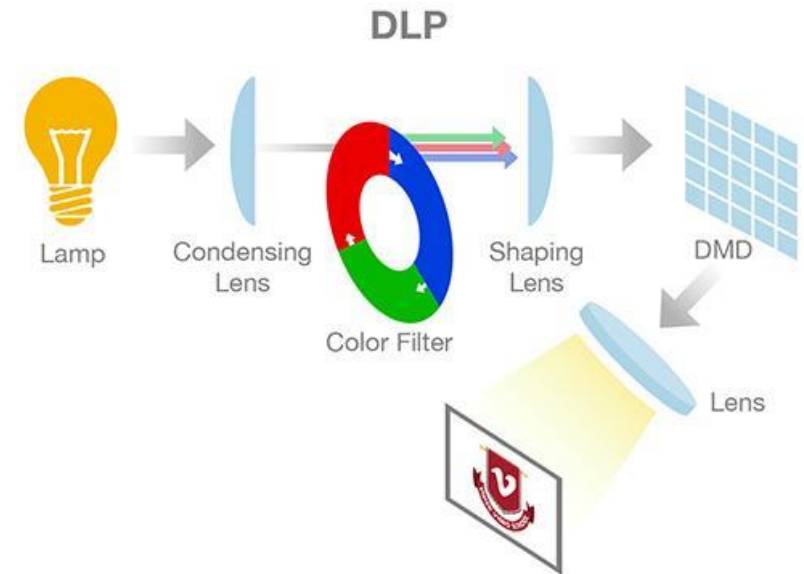 DLP
Lamp
Condensing
Lens
Color Filter
Shaping
Lens
DMD
Lens